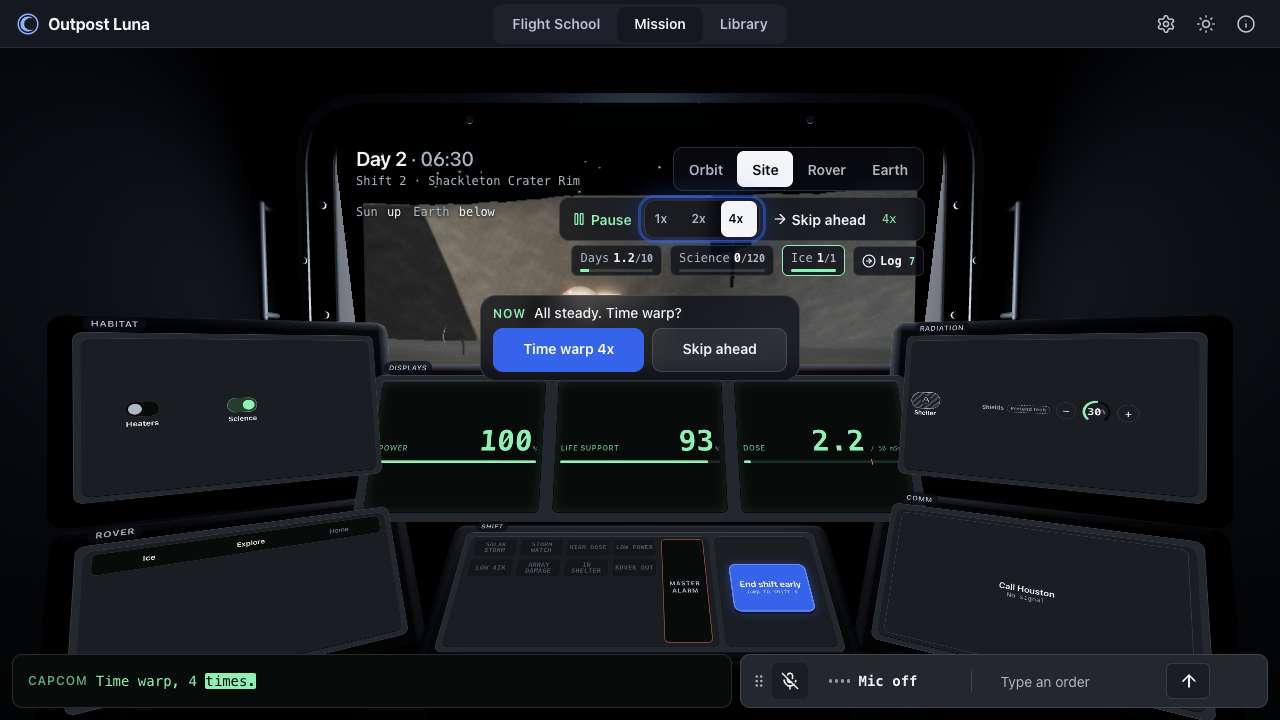 Outpost Luna
Flight School
Mission
Library
Day 2 · 06:30
Shift 2 · Shackleton Crater Rim
Sun up Earth below
Orbit
Site
Rover
Earth
Pause
1x
2x
4x
Skip ahead
4x
Days 1.2/10
Science 0/120
Ice 1/1
Log 7
NOW All steady. Time warp?
Time warp 4x
Skip ahead
HABITAT
Heaters
Science
DISPLAYS
POWER
100%
LIFE SUPPORT
93%
DOSE
2.2
RADIATION
Shelter
Shields
Pretend tech
−
30%
+
ROVER
Ice
Explore
Home
SHIFT
SOLAR STORM
STORM WATCH
HIGH DOSE
LOW POWER
LOW AIR
ARRAY DAMAGE
IN SHELTER
ROVER OUT
MASTER ALARM
End shift early
COMM
Call Houston
No signal
CAPCOM Time warp, 4 times.
Mic off
Type an order